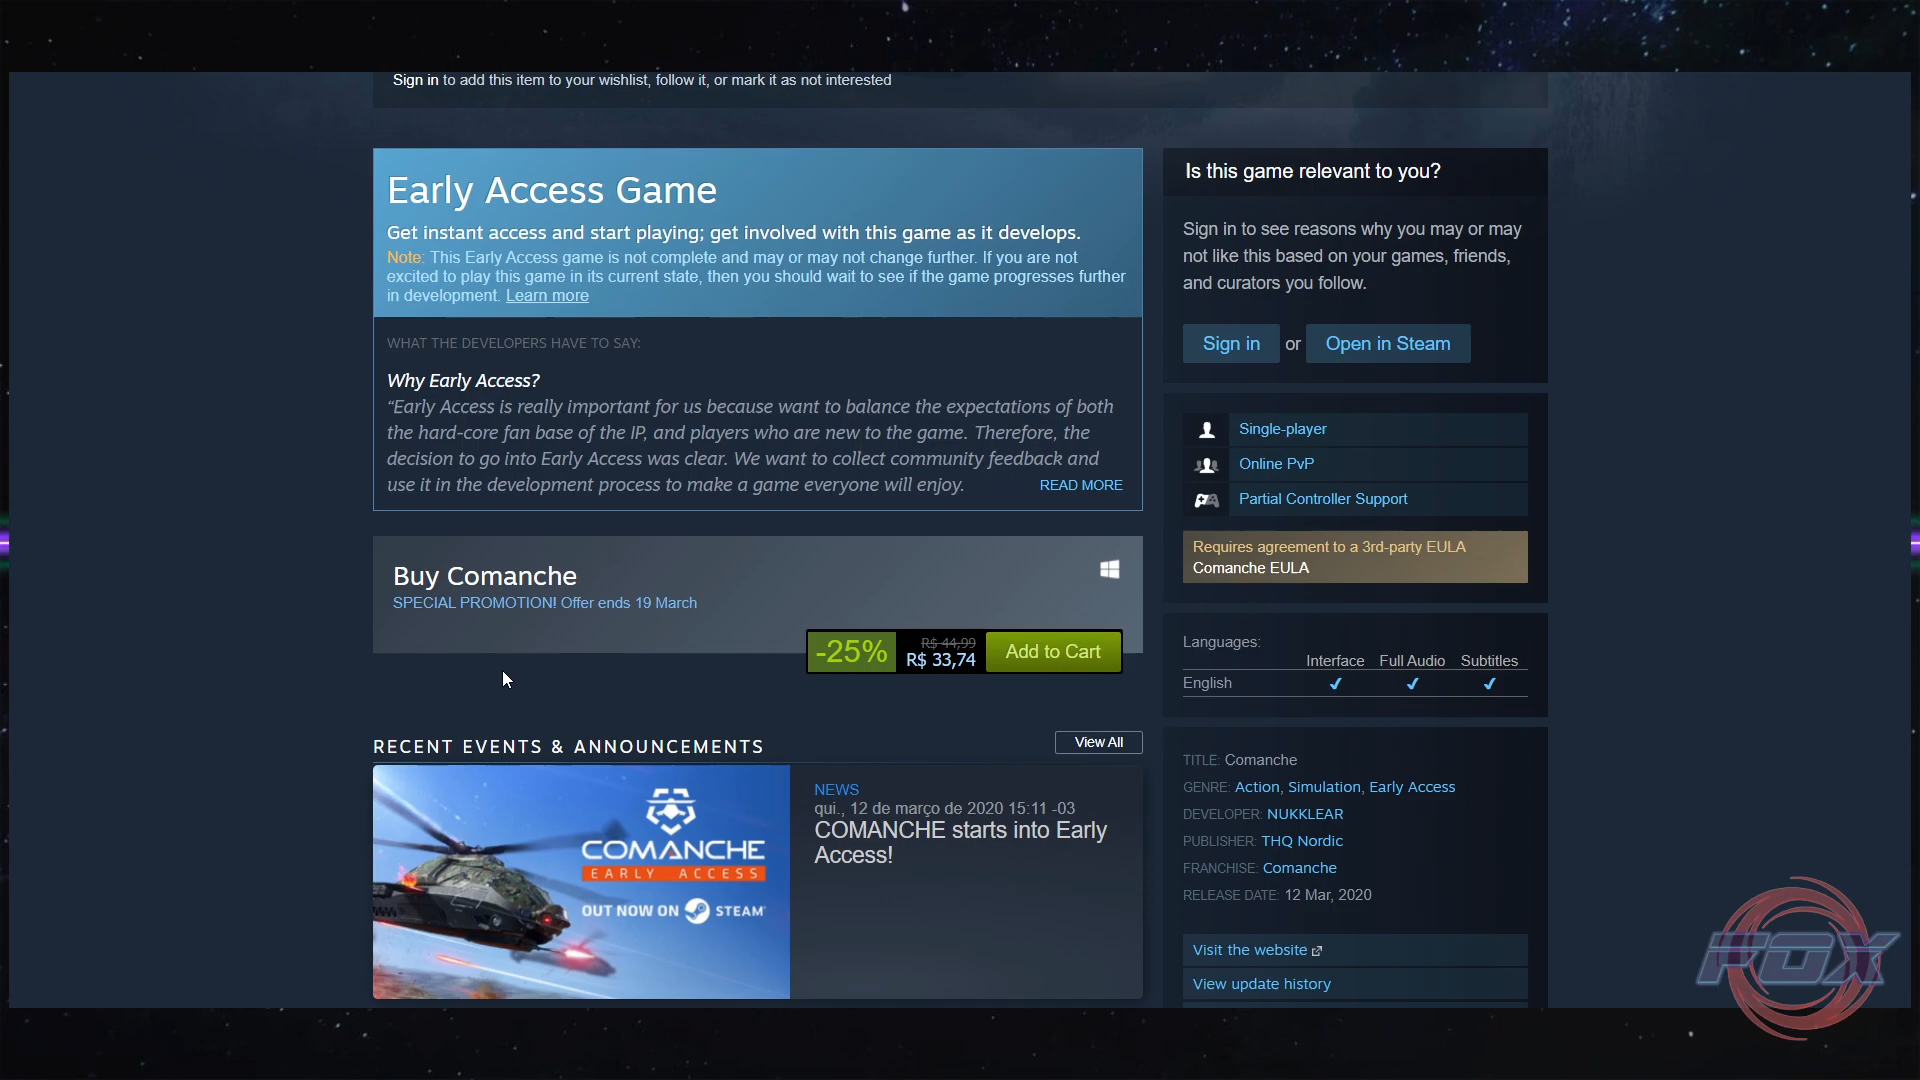 Sign in to add this item to your wishlist, follow it, or mark it as not interested
Early Access Game
Get instant access and start playing; get involved with this game as it develops.
Note: This Early Access game is not complete and may or may not change further. If you are not
excited to play this game in its current state, then you should wait to see if the game progresses further
in development. Learn more
WHAT THE DEVELOPERS HAVE TO SAY:
Why Early Access?
“Early Access is really important for us because want to balance the expectations of both
the hard-core fan base of the IP, and players who are new to the game. Therefore, the
decision to go into Early Access was clear. We want to collect community feedback and
use it in the development process to make a game everyone will enjoy.
READ MORE
Buy Comanche
SPECIAL PROMOTION! Offer ends 19 March
-25%
R$ 44,99
R$ 33,74
Add to Cart
RECENT EVENTS & ANNOUNCEMENTS
View All
COMANCHE
EARLY ACCESS
OUT NOW ON STEAM
NEWS
qui., 12 de março de 2020 15:11 -03
COMANCHE starts into Early
Access!
Is this game relevant to you?
Sign in to see reasons why you may or may
not like this based on your games, friends,
and curators you follow.
Sign in or Open in Steam
Single-player
Online PvP
Partial Controller Support
Requires agreement to a 3rd-party EULA
Comanche EULA
Languages:
Interface Full Audio Subtitles
English ✔ ✔ ✔
TITLE: Comanche
GENRE: Action, Simulation, Early Access
DEVELOPER: NUKKLEAR
PUBLISHER: THQ Nordic
FRANCHISE: Comanche
RELEASE DATE: 12 Mar, 2020
Visit the website
View update history
FOX